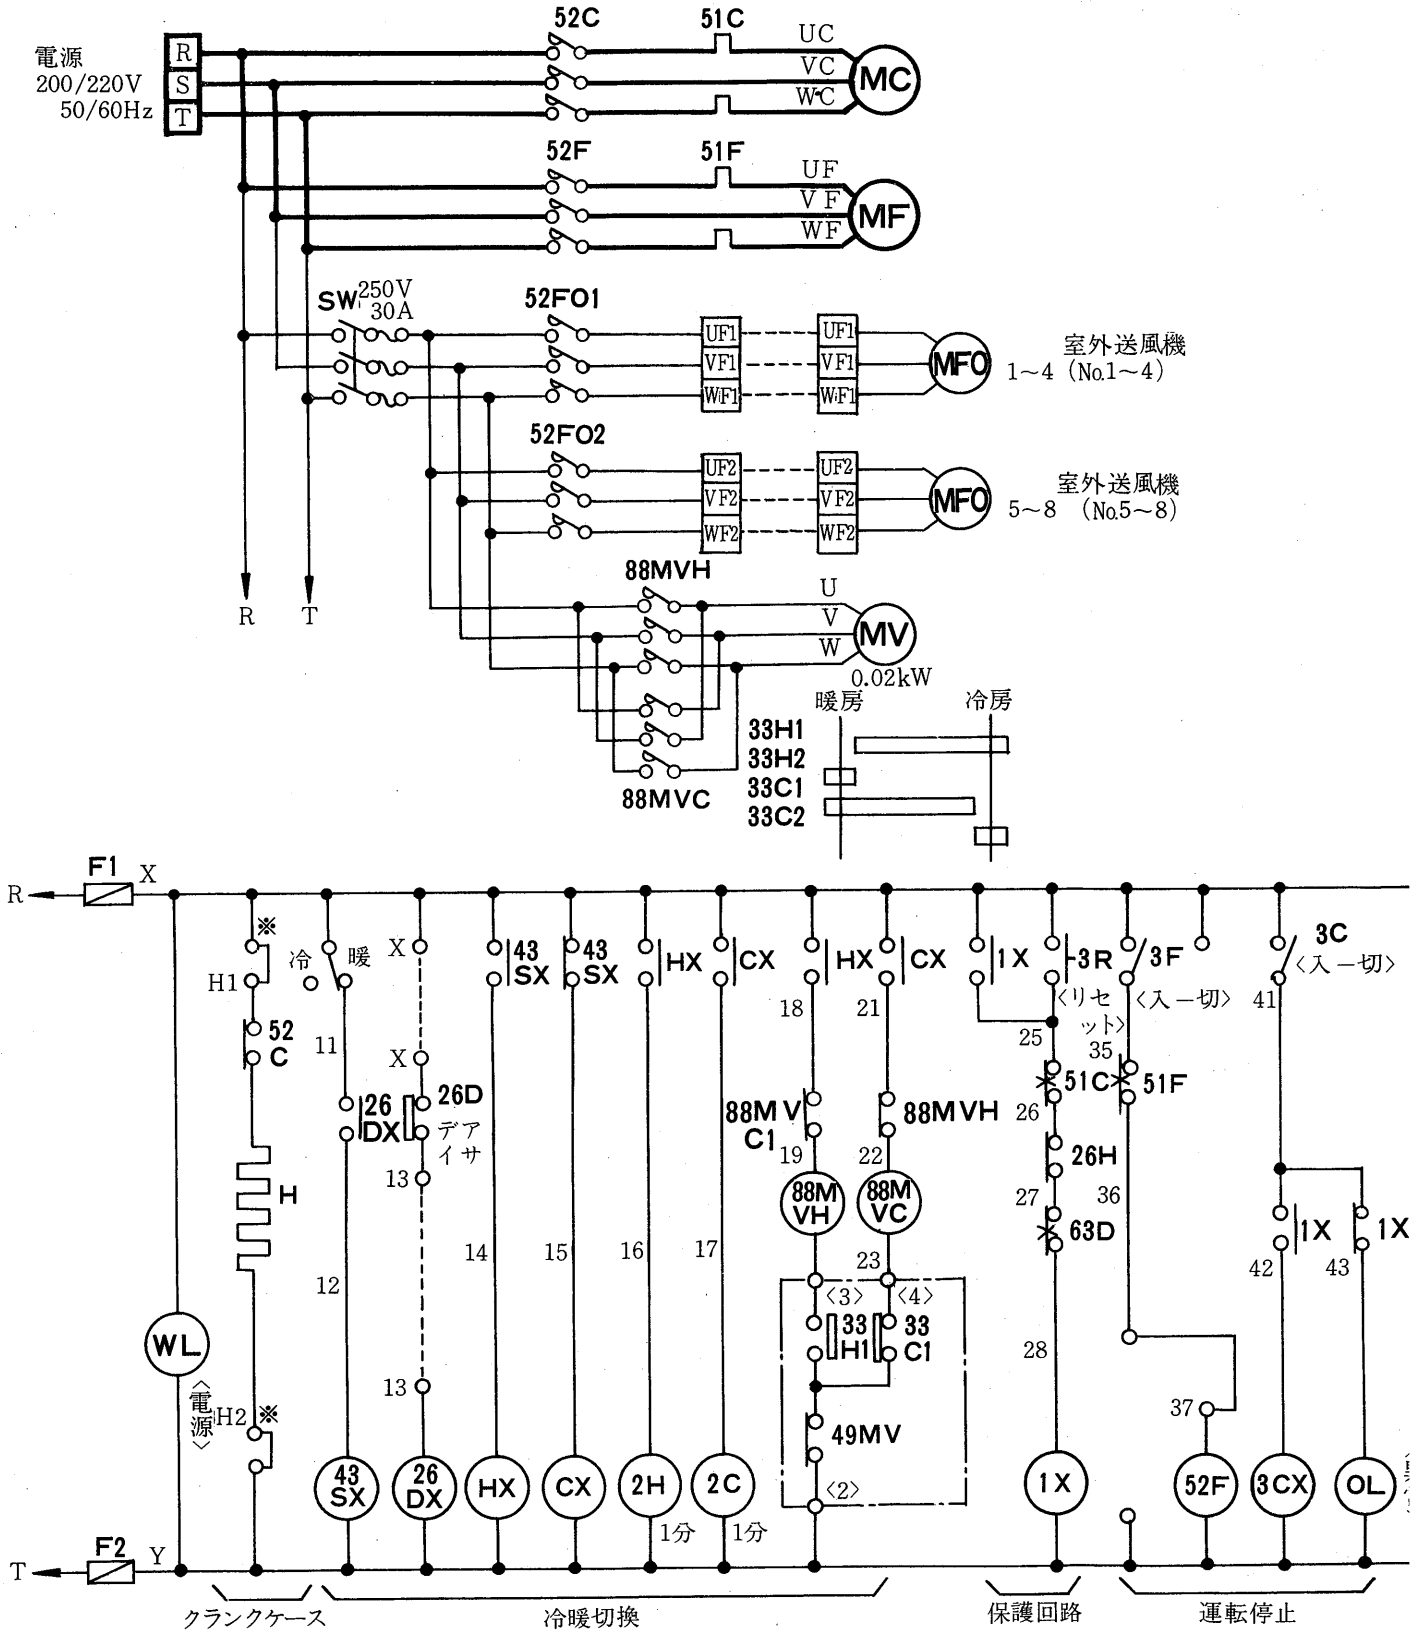 52C
51C
UC
電源
R
VC
MC
200/220V
S
WC
50/60Hz
T
52F
51F
UF
VF
MF
WF
SW 250V
30A
52FO1
UF1
UF1
室外送風機
VF1
VF1
MFO
1～4 (No.1～4)
WF1
WF1
52FO2
UF2
UF2
室外送風機
VF2
VF2
MFO
5～8 (No.5～8)
WF2
WF2
88MVH
U
R
T
V
MV
W
0.02kW
暖房
冷房
33H1
33H2
33C1
88MVC
33C2
F1
X
R
※
冷
暖
X
43
SX
43
SX
HX
CX
HX
CX
1X
3R
3F
3C
〈入－切〉
H1
18
21
〈リセ
ット〉
〈入－切〉
41
52
C
11
X
25
35
26
DX
26D
デア
イサ
88MV
C1
88MVH
51C
51F
26
19
22
26H
13
H
88M
VH
88M
VC
27
36
63D
1X
1X
14
15
16
17
23
42
43
12
〈3〉
〈4〉
33
H1
33
C1
WL
28
〈電源〉
13
37
H2
※
49MV
43
SX
26
DX
HX
CX
2H
2C
〈2〉
1X
52F
3CX
OL
1分
1分
F2
Y
T
クランクケース
冷暖切換
保護回路
運転停止